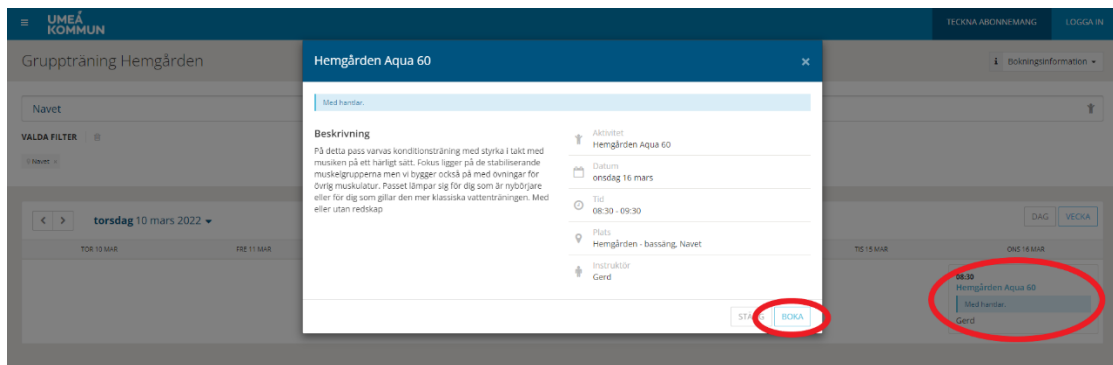 UMEÅ
KOMMUN
TECKNA ABONNEMANG
LOGGA IN
Gruppträning Hemgården
Bokningsinformation
Navet
VALDA FILTER
Navet ×
torsdag 10 mars 2022
DAG
VECKA
TOR 10 MAR
FRE 11 MAR
TIS 15 MAR
ONS 16 MAR
08:30
Hemgården Aqua 60
Med hantlar.
Gerd
Hemgården Aqua 60
×
Med hantlar.
Beskrivning
På detta pass varvas konditionsträning med styrka i takt med
musiken på ett härligt sätt. Fokus ligger på de stabiliserande
muskelgrupperna men vi bygger också på med övningar för
övrig muskulatur. Passet lämpar sig för dig som är nybörjare
eller för dig som gillar den mer klassiska vattenträningen. Med
eller utan redskap
Aktivitet
Hemgården Aqua 60
Datum
onsdag 16 mars
Tid
08:30 - 09:30
Plats
Hemgården - bassäng, Navet
Instruktör
Gerd
BOKA